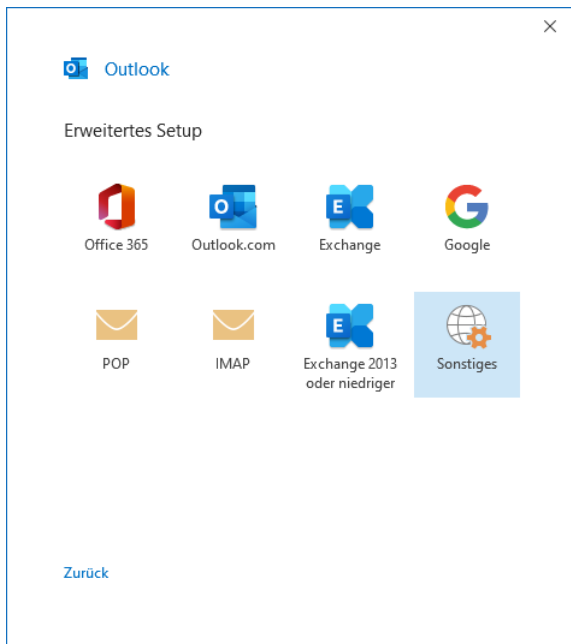 Outlook
Erweitertes Setup
Office 365
Outlook.com
Exchange
Google
POP
IMAP
Exchange 2013
oder niedriger
Sonstiges
Zurück